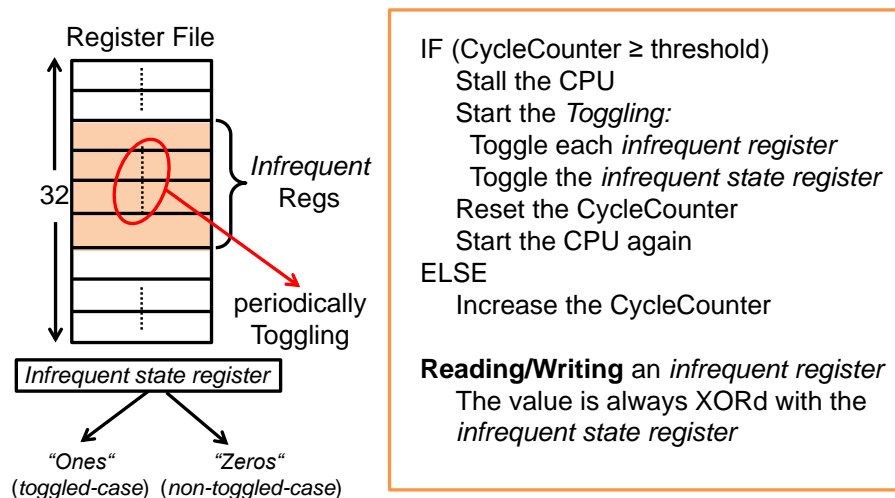 Register File
32
Infrequent
Regs
periodically
Toggling
Infrequent state register
"Ones"
(toggled-case)
"Zeros"
(non-toggled-case)
IF (CycleCounter ≥ threshold)
Stall the CPU
Start the Toggling:
Toggle each infrequent register
Toggle the infrequent state register
Reset the CycleCounter
Start the CPU again
ELSE
Increase the CycleCounter
Reading/Writing an infrequent register
The value is always XORd with the
infrequent state register